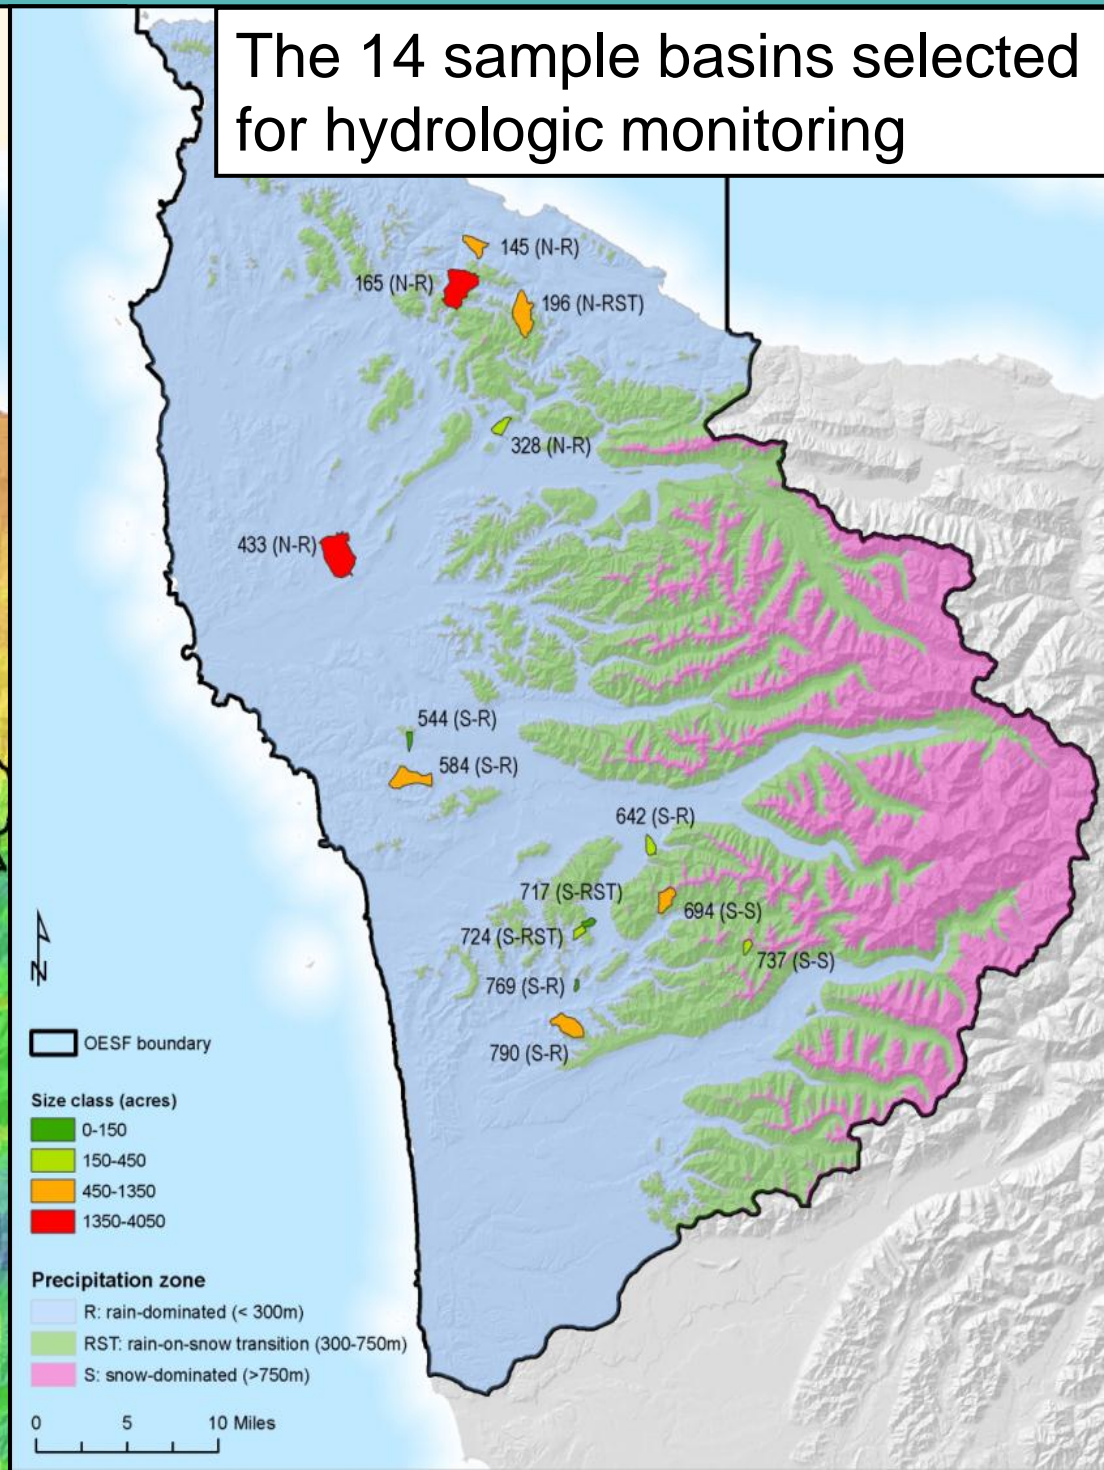 The 14 sample basins selected
for hydrologic monitoring
145 (N-R)
165 (N-R)
196 (N-RST)
328 (N-R)
433 (N-R)
544 (S-R)
584 (S-R)
642 (S-R)
717 (S-RST)
694 (S-S)
724 (S-RST)
737 (S-S)
769 (S-R)
790 (S-R)
N
OESF boundary
Size class (acres)
0-150
150-450
450-1350
1350-4050
Precipitation zone
R: rain-dominated (< 300m)
RST: rain-on-snow transition (300-750m)
S: snow-dominated (>750m)
0 5 10 Miles